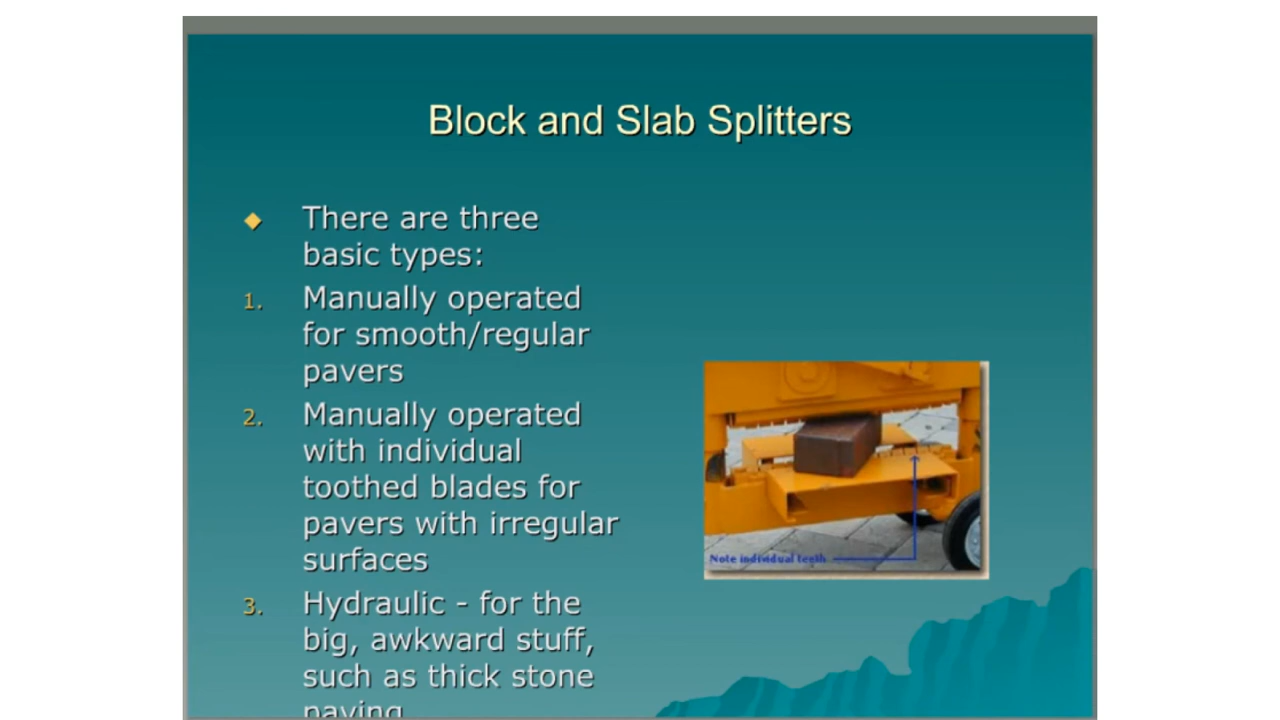 Block and Slab Splitters
There are three
basic types:
1. Manually operated
for smooth/regular
pavers
2. Manually operated
with individual
toothed blades for
pavers with irregular
surfaces
3. Hydraulic - for the
big, awkward stuff,
such as thick stone
paving
Note individual teeth